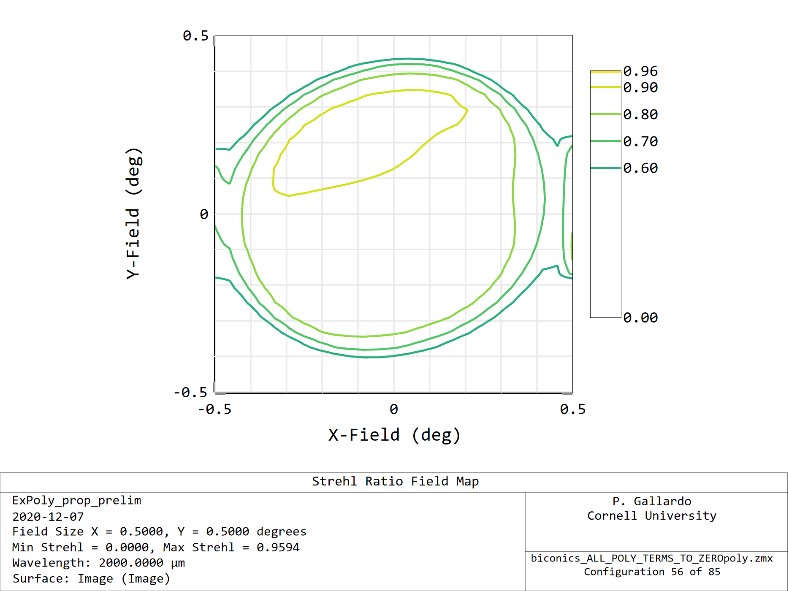 0.5
0
-0.5
Y-Field (deg)
-0.5
0
0.5
X-Field (deg)
0.96
0.90
0.80
0.70
0.60
0.00
Strehl Ratio Field Map
ExPoly_prop_prelim
2020-12-07
Field Size X = 0.5000, Y = 0.5000 degrees
Min Strehl = 0.0000, Max Strehl = 0.9594
Wavelength: 2000.0000 µm
Surface: Image (Image)
P. Gallardo
Cornell University
biconics_ALL_POLY_TERMS_TO_ZEROpoly.zmx
Configuration 56 of 85